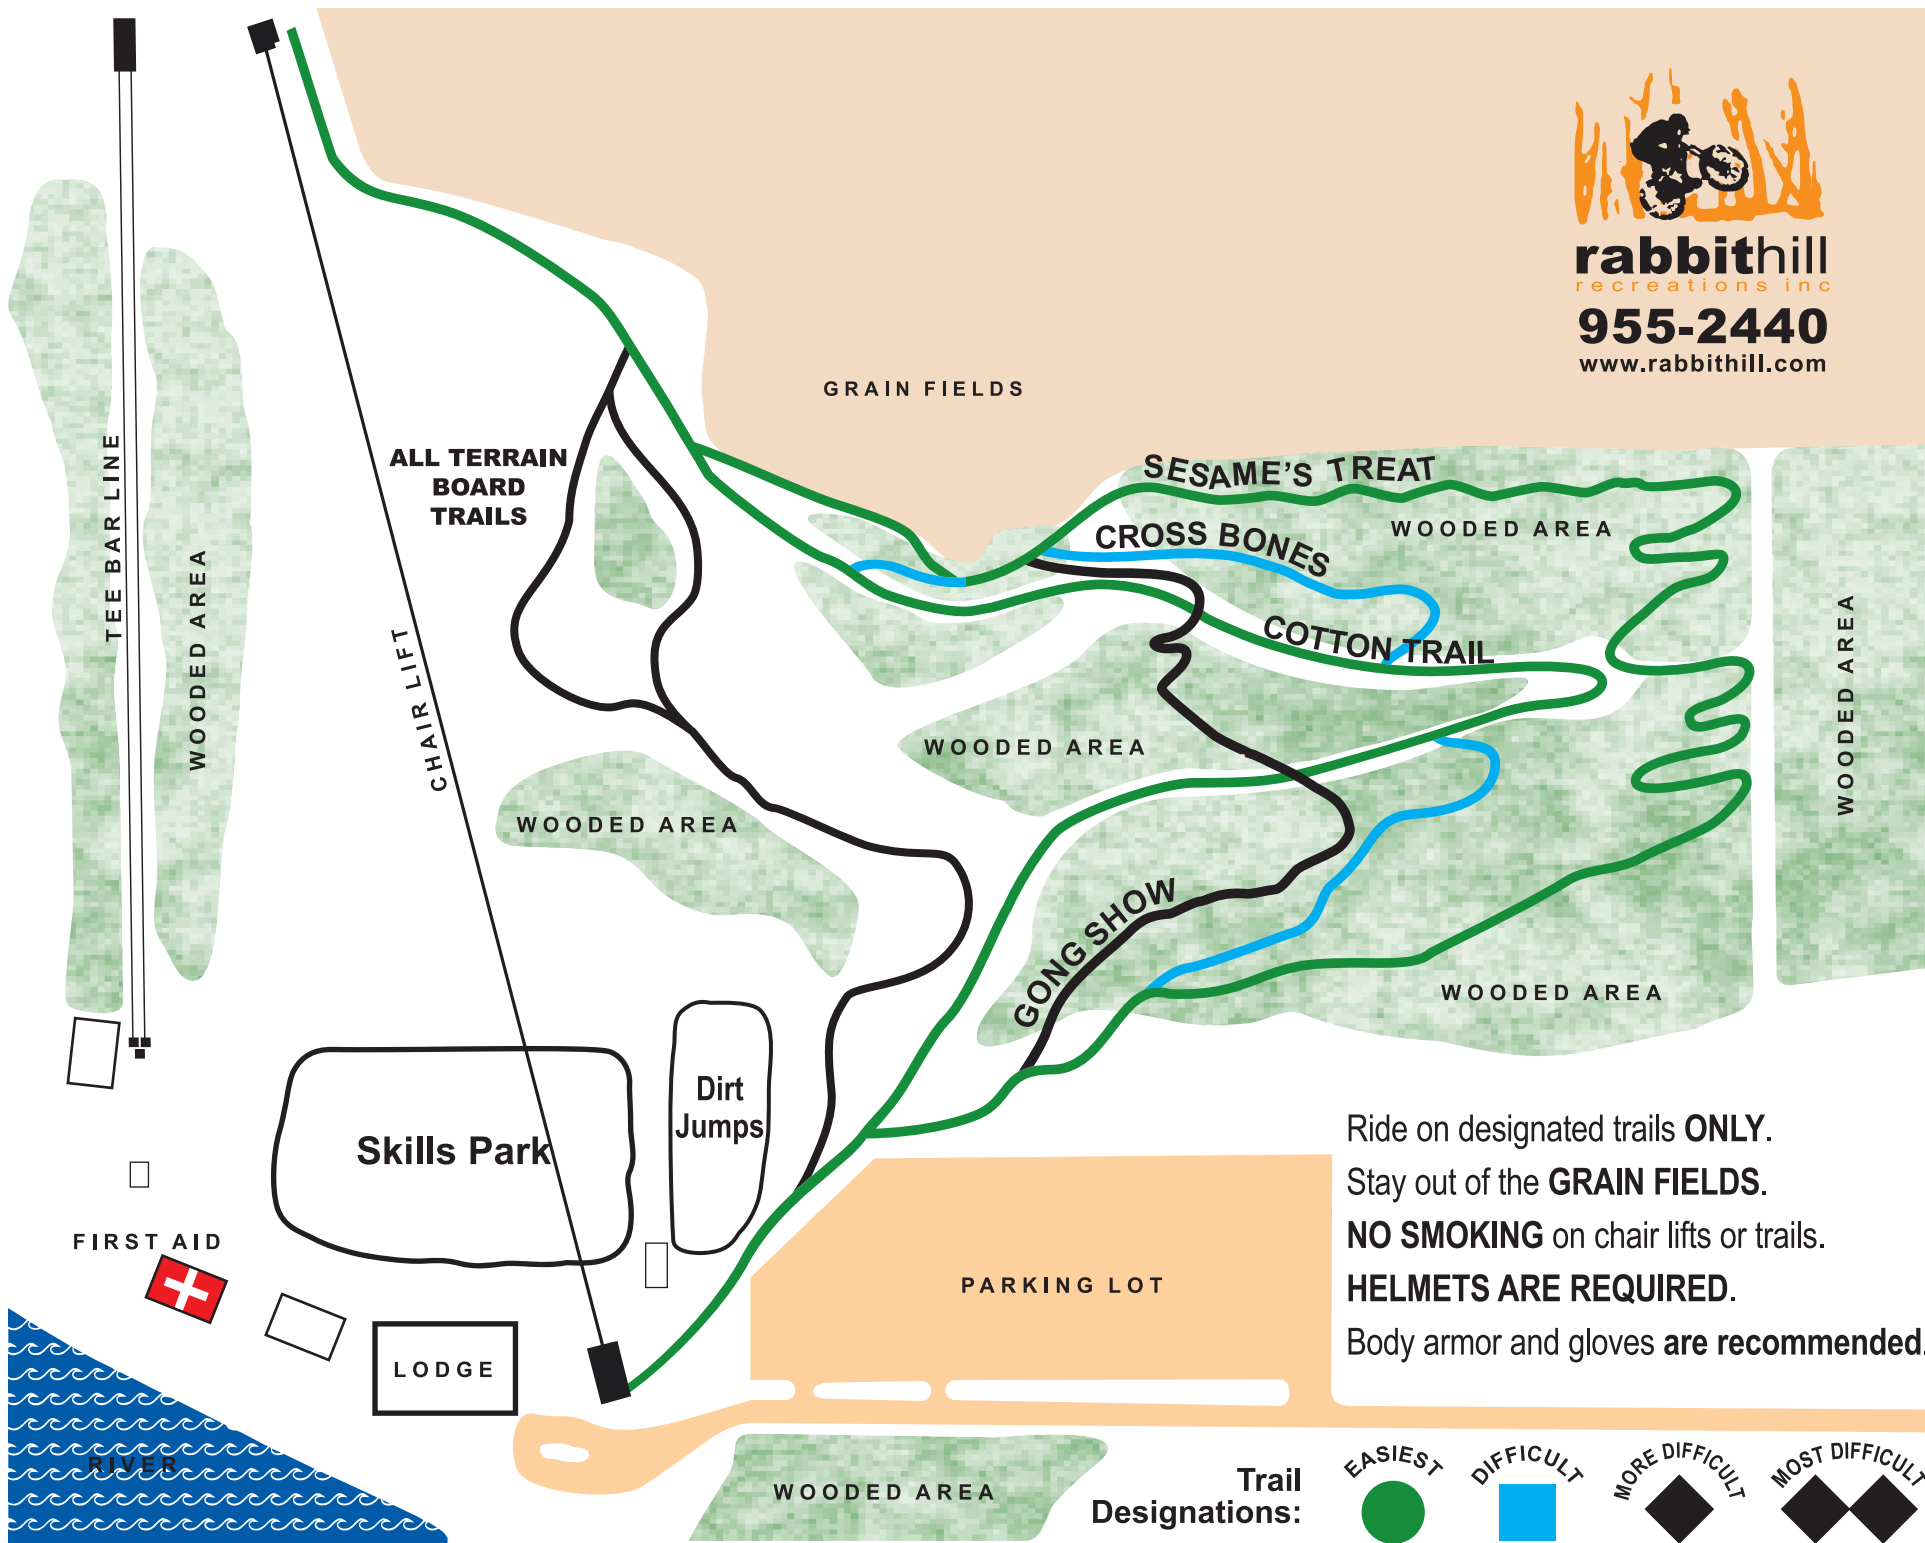 rabbithill
recreations inc
955-2440
www.rabbithill.com
GRAIN FIELDS
ALL TERRAIN
BOARD
TRAILS
TEE BAR LINE
WOODED AREA
CHAIR LIFT
SESAME'S TREAT
WOODED AREA
CROSS BONES
COTTON TRAIL
WOODED AREA
WOODED AREA
WOODED AREA
GONG SHOW
WOODED AREA
Dirt
Jumps
Skills Park
Ride on designated trails ONLY.
Stay out of the GRAIN FIELDS.
NO SMOKING on chair lifts or trails.
HELMETS ARE REQUIRED.
Body armor and gloves are recommended.
FIRST AID
PARKING LOT
LODGE
RIVER
WOODED AREA
Trail
Designations:
EASIEST
DIFFICULT
MORE DIFFICULT
MOST DIFFICULT